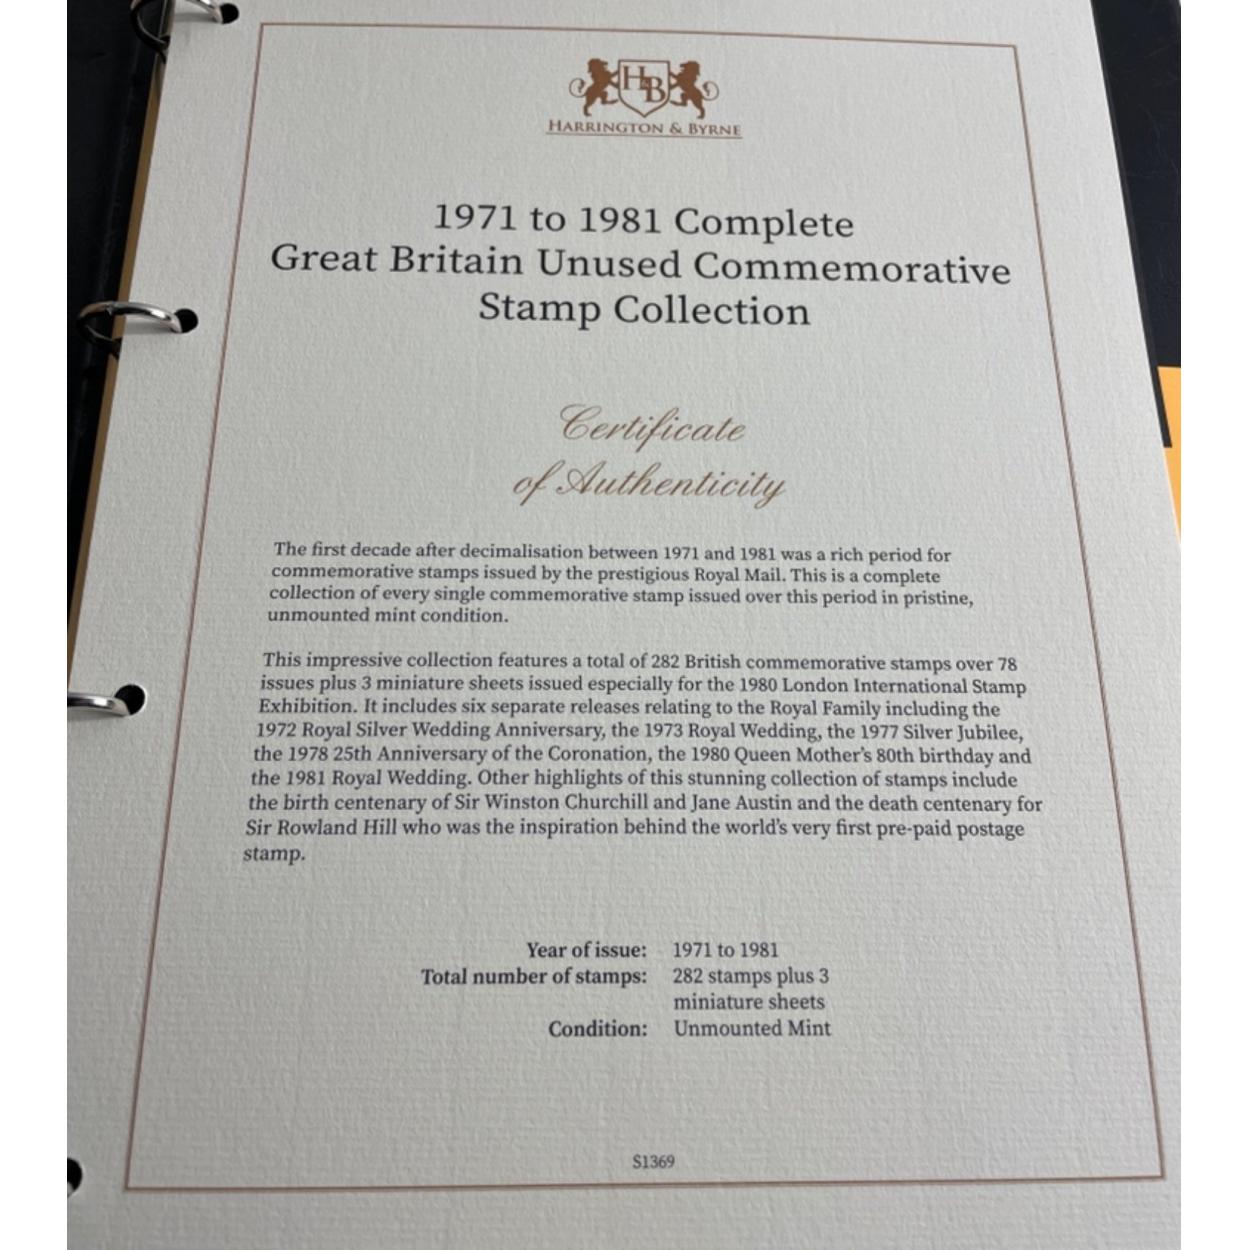 HB
HARRINGTON & BYRNE
1971 to 1981 Complete
Great Britain Unused Commemorative
Stamp Collection
Certificate
of Authenticity
The first decade after decimalisation between 1971 and 1981 was a rich period for
commemorative stamps issued by the prestigious Royal Mail. This is a complete
collection of every single commemorative stamp issued over this period in pristine,
unmounted mint condition.
This impressive collection features a total of 282 British commemorative stamps over 78
issues plus 3 miniature sheets issued especially for the 1980 London International Stamp
Exhibition. It includes six separate releases relating to the Royal Family including the
1972 Royal Silver Wedding Anniversary, the 1973 Royal Wedding, the 1977 Silver Jubilee,
the 1978 25th Anniversary of the Coronation, the 1980 Queen Mother's 80th birthday and
the 1981 Royal Wedding. Other highlights of this stunning collection of stamps include
the birth centenary of Sir Winston Churchill and Jane Austin and the death centenary for
Sir Rowland Hill who was the inspiration behind the world's very first pre-paid postage
stamp.
Year of issue: 1971 to 1981
Total number of stamps: 282 stamps plus 3
miniature sheets
Condition: Unmounted Mint
S1369